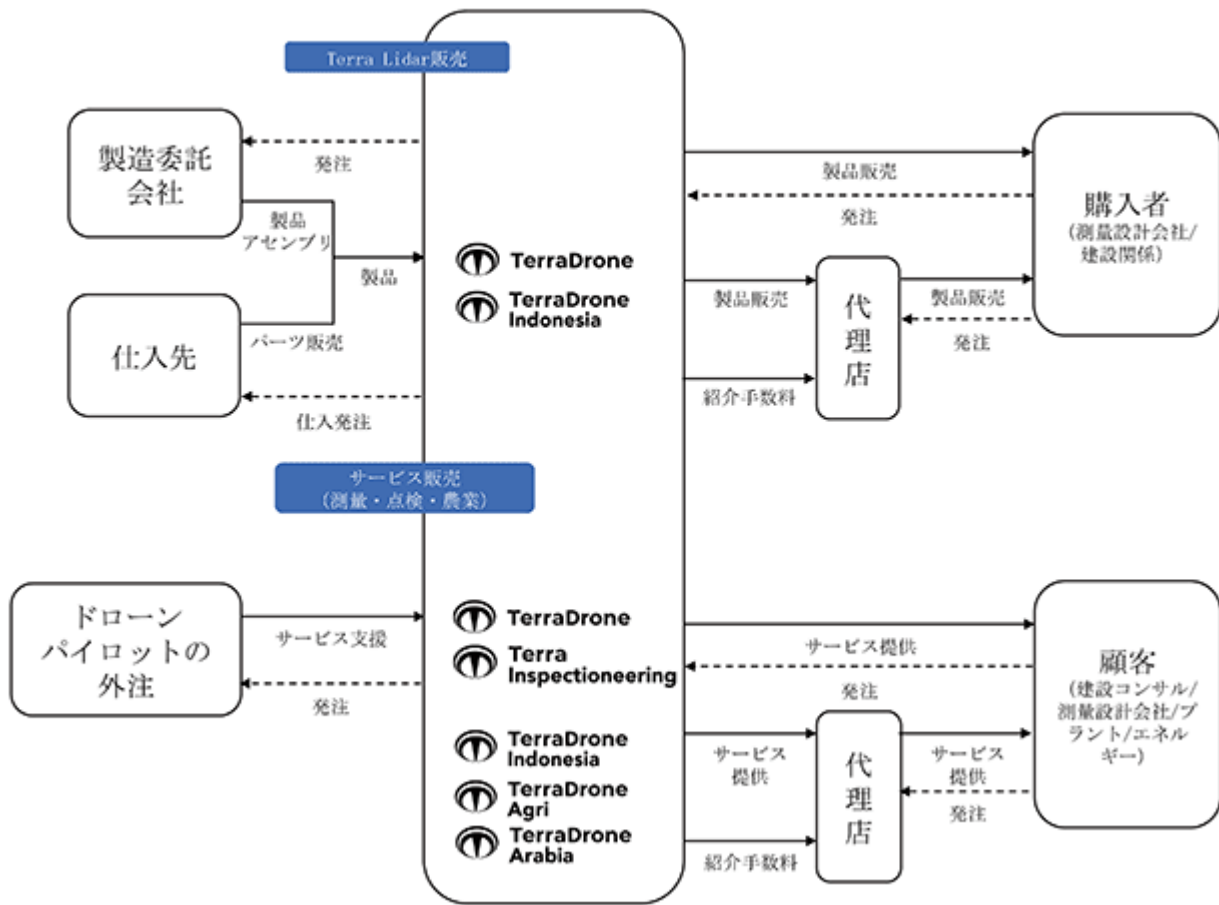 Terra Lidar販売
製造委託
会社
発注
製品
アセンブリ
製品
仕入先
パーツ販売
仕入発注
TerraDrone
TerraDrone
Indonesia
製品販売
発注
製品販売
紹介手数料
代
理
店
製品販売
発注
購入者
(測量設計会社/
建設関係)
サービス販売
(測量・点検・農業)
ドローン
パイロットの
外注
サービス支援
発注
TerraDrone
Terra
Inspectioneering
TerraDrone
Indonesia
TerraDrone
Agri
TerraDrone
Arabia
サービス提供
発注
サービス
提供
紹介手数料
代
理
店
サービス
提供
発注
顧客
(建設コンサル/
測量設計会社/プ
ラント/エネル
ギー)